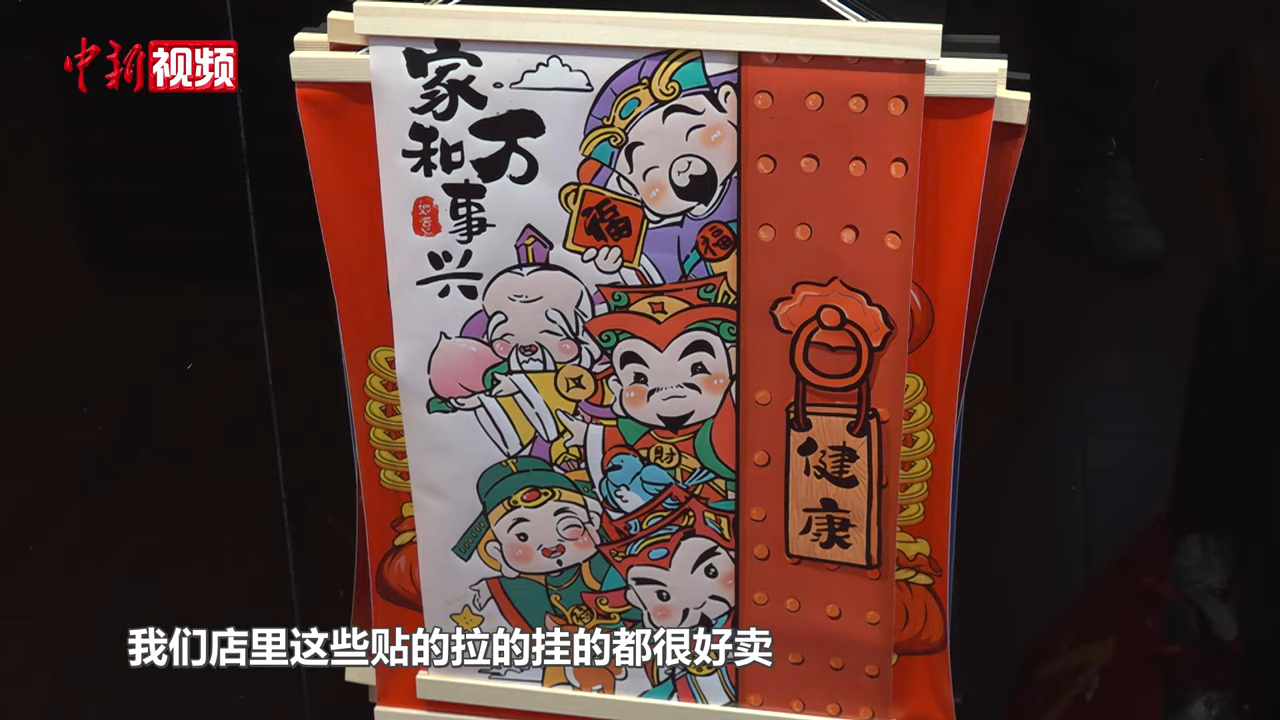 中新视频
家和万事兴
福
福
財
健康
我们店里这些贴的拉的挂的都很好卖